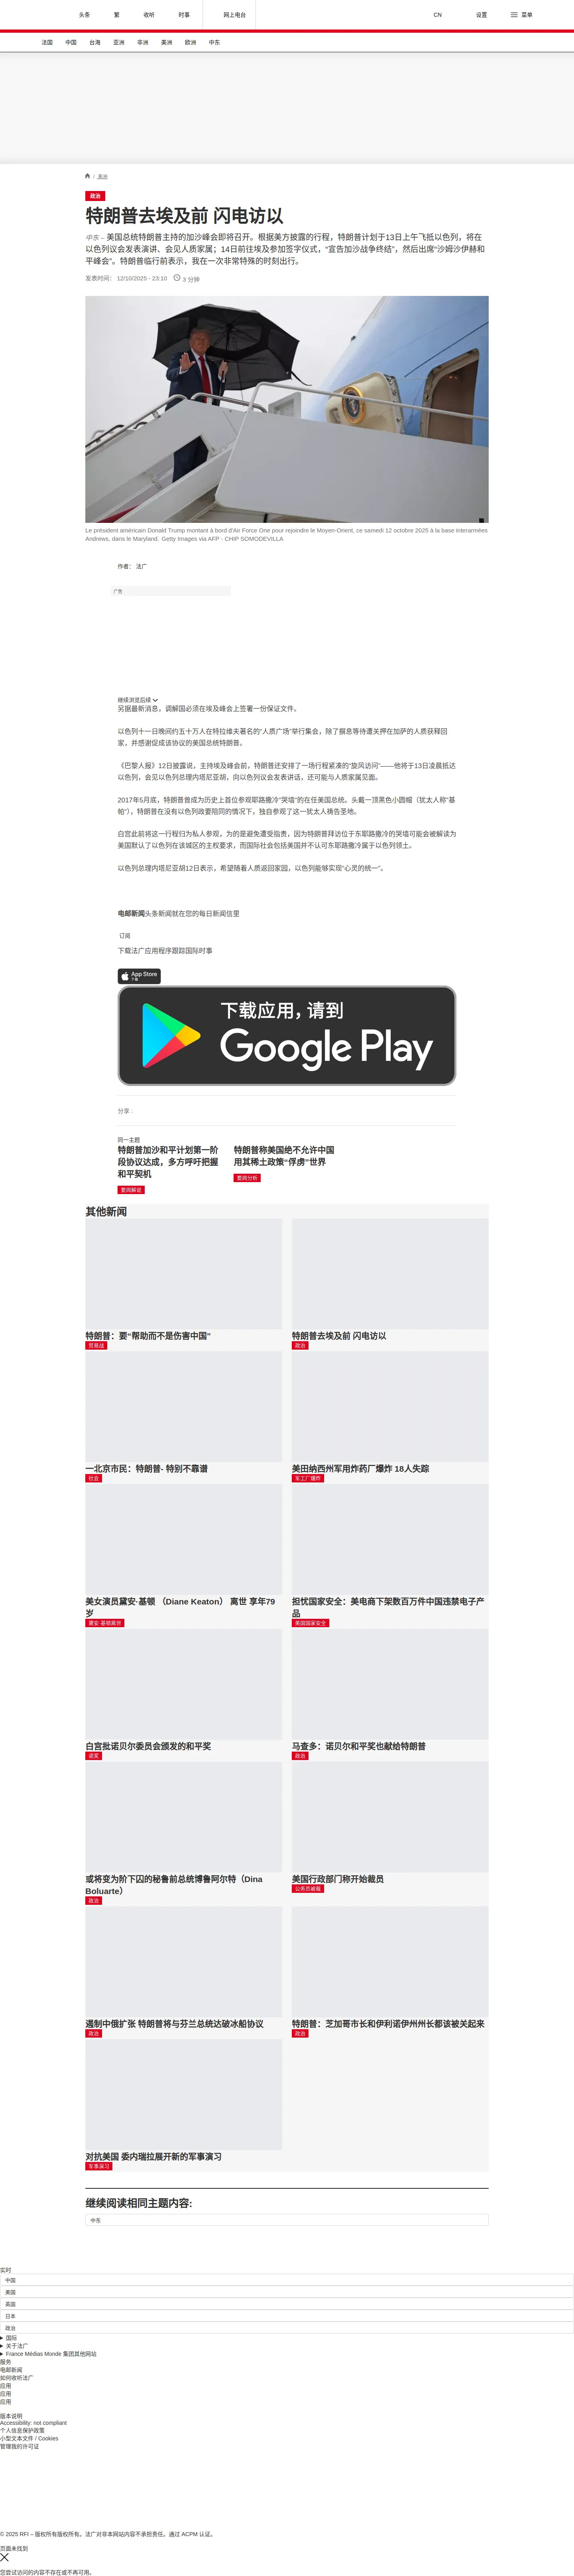 头条
繁
收听
时事
网上电台
CN
设置
菜单
法国
中国
台海
亚洲
非洲
美洲
欧洲
中东
/ 美洲
政治
特朗普去埃及前 闪电访以
中东 – 美国总统特朗普主持的加沙峰会即将召开。根据美方披露的行程，特朗普计划于13日上午飞抵以色列，将在
以色列议会发表演讲、会见人质家属；14日前往埃及参加签字仪式，“宣告加沙战争终结”，然后出席“沙姆沙伊赫和
平峰会”。特朗普临行前表示，我在一次非常特殊的时刻出行。
发表时间： 12/10/2025 - 23:10
3 分钟
Le président américain Donald Trump montant à bord d'Air Force One pour rejoindre le Moyen-Orient, ce samedi 12 octobre 2025 à la base interarmées
Andrews, dans le Maryland. Getty Images via AFP - CHIP SOMODEVILLA
作者： 法广
广告
继续浏览后续
另据最新消息，调解国必须在埃及峰会上签署一份保证文件。
以色列十一日晚间约五十万人在特拉维夫著名的“人质广场”举行集会，除了翘息等待遭关押在加萨的人质获释回
家，并感谢促成该协议的美国总统特朗普。
《巴黎人报》12日披露说，主持埃及峰会前，特朗普还安排了一场行程紧凑的“旋风访问”——他将于13日凌晨抵达
以色列，会见以色列总理内塔尼亚胡，向以色列议会发表讲话，还可能与人质家属见面。
2017年5月底，特朗普曾成为历史上首位参观耶路撒冷“哭墙”的在任美国总统。头戴一顶黑色小圆帽（犹太人称“基
帕”），特朗普在没有以色列政要陪同的情况下，独自参观了这一犹太人祷告圣地。
白宫此前将这一行程归为私人参观，为的是避免遭受指责，因为特朗普拜访位于东耶路撒冷的哭墙可能会被解读为
美国默认了以色列在该城区的主权要求，而国际社会包括美国并不认可东耶路撒冷属于以色列领土。
以色列总理内塔尼亚胡12日表示，希望随着人质返回家园，以色列能够实现“心灵的统一”。
电邮新闻头条新闻就在您的每日新闻信里
订阅
下载法广应用程序跟踪国际时事
App Store
下载
下载应用，请到
Google Play
分享 :
同一主题
特朗普加沙和平计划第一阶
段协议达成，多方呼吁把握
和平契机
要闻解说
特朗普称美国绝不允许中国
用其稀土政策“俘虏”世界
要闻分析
其他新闻
特朗普：要“帮助而不是伤害中国”
贸易战
特朗普去埃及前 闪电访以
政治
一北京市民：特朗普- 特别不靠谱
社会
美田纳西州军用炸药厂爆炸 18人失踪
军工厂爆炸
美女演员黛安·基顿 （Diane Keaton） 离世 享年79
岁
黛安·基顿离世
担忧国家安全：美电商下架数百万件中国违禁电子产
品
美国国家安全
白宫批诺贝尔委员会颁发的和平奖
诺奖
马查多：诺贝尔和平奖也献给特朗普
政治
或将变为阶下囚的秘鲁前总统博鲁阿尔特（Dina
Boluarte）
政治
美国行政部门称开始裁员
公务员被裁
遏制中俄扩张 特朗普将与芬兰总统达破冰船协议
政治
特朗普：芝加哥市长和伊利诺伊州州长都该被关起来
政治
对抗美国 委内瑞拉展开新的军事演习
军事演习
继续阅读相同主题内容:
中东
实时
中国
美国
英国
日本
政治
国际
关于法广
France Médias Monde 集团其他网站
服务
电邮新闻
如何收听法广
应用
应用
应用
版本说明
Accessibility: not compliant
个人信息保护政策
小型文本文件 / Cookies
管理我的许可证
© 2025 RFI – 版权所有版权所有。法广对非本网站内容不承担责任。通过 ACPM 认证。
页面未找到
您尝试访问的内容不存在或不再可用。